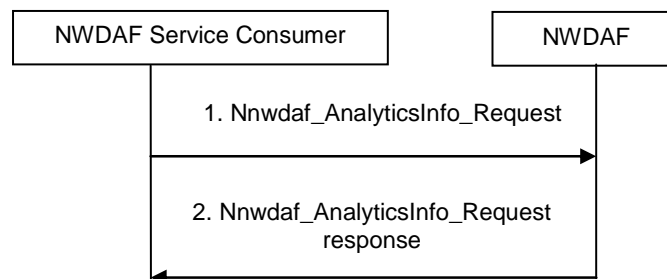 NWDAF Service Consumer
NWDAF
1. Nnwdaf_AnalyticsInfo_Request
2. Nnwdaf_AnalyticsInfo_Request
response